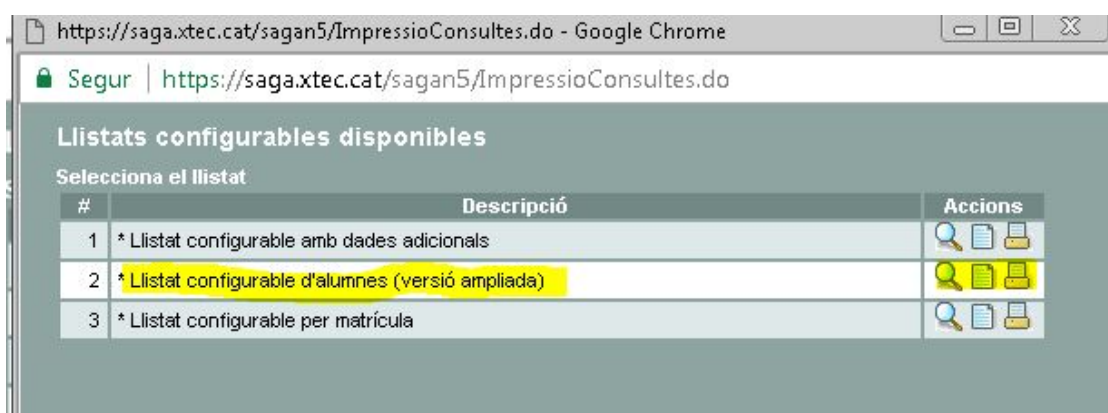 https://saga.xtec.cat/sagan5/ImpressioConsultes.do - Google Chrome
Segur | https://saga.xtec.cat/sagan5/ImpressioConsultes.do
Llistats configurables disponibles
Selecciona el llistat
# Descripció Accions
1 * Llistat configurable amb dades adicionals
2 * Llistat configurable d'alumnes (versió ampliada)
3 * Llistat configurable per matrícula